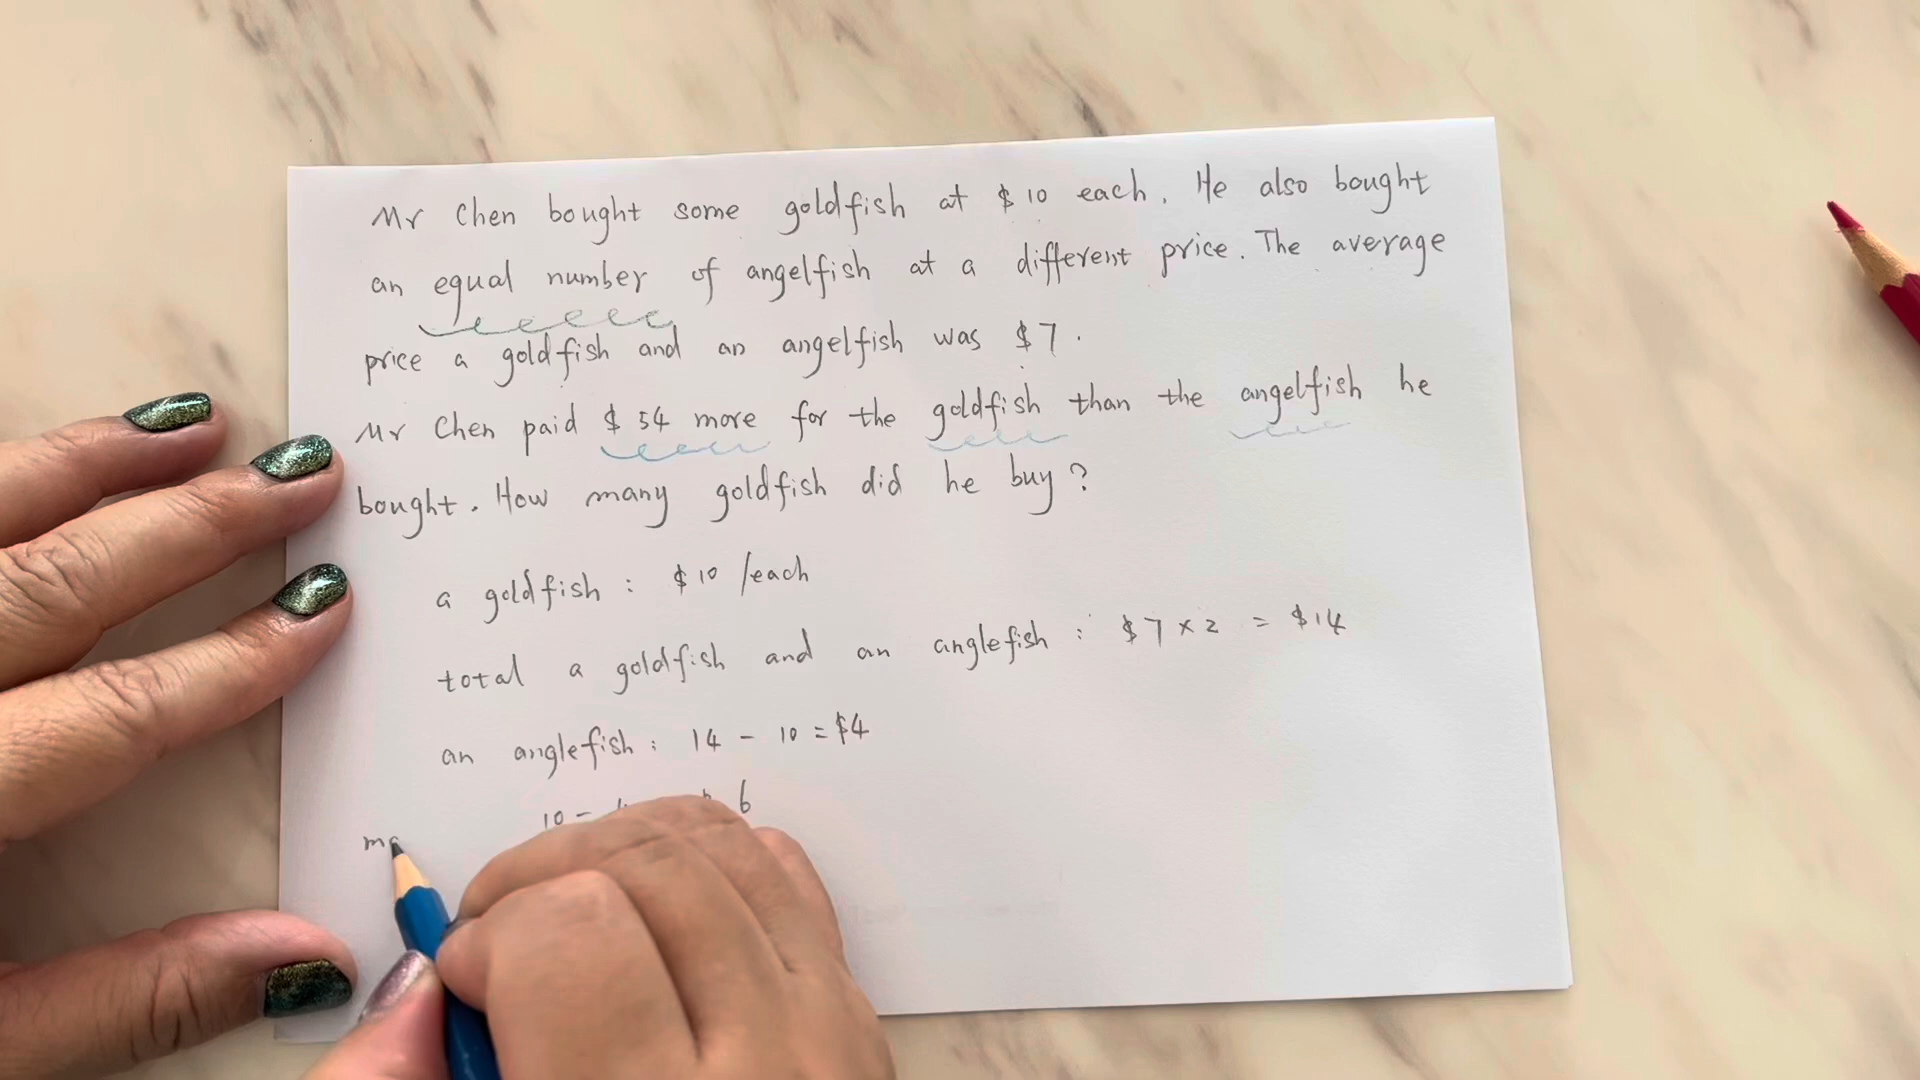 Mr Chen bought some goldfish at $10 each. He also bought
an equal number of angelfish at a different price. The average
price a goldfish and an angelfish was $7.
Mr Chen paid $54 more for the goldfish than the angelfish he
bought. How many goldfish did he buy?
a goldfish : $10 /each
total a goldfish and an anglefish : $7 x 2 = $14
an anglefish : 14 - 10 = $4
10 - 6